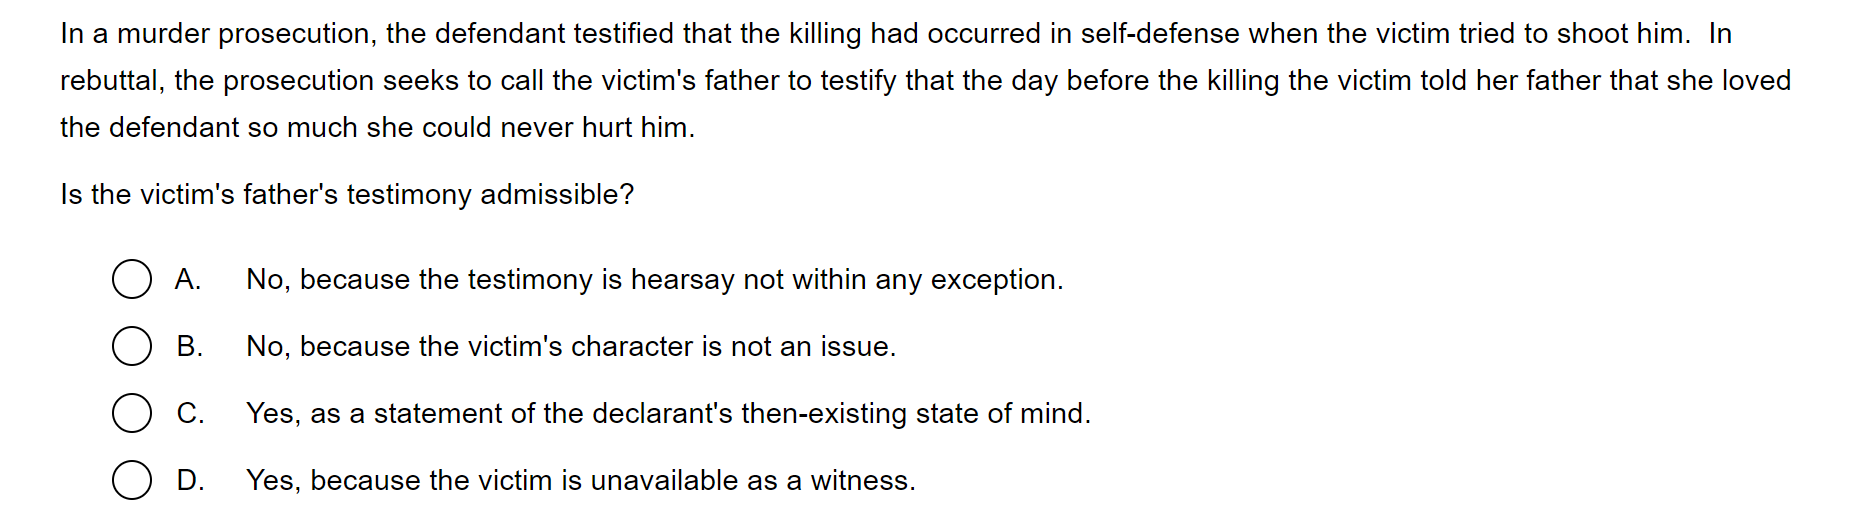 In a murder prosecution, the defendant testified that the killing had occurred in self-defense when the victim tried to shoot him.  In
rebuttal, the prosecution seeks to call the victim's father to testify that the day before the killing the victim told her father that she loved
the defendant so much she could never hurt him.
Is the victim's father's testimony admissible?
A. No, because the testimony is hearsay not within any exception.
B. No, because the victim's character is not an issue.
C. Yes, as a statement of the declarant's then-existing state of mind.
D. Yes, because the victim is unavailable as a witness.